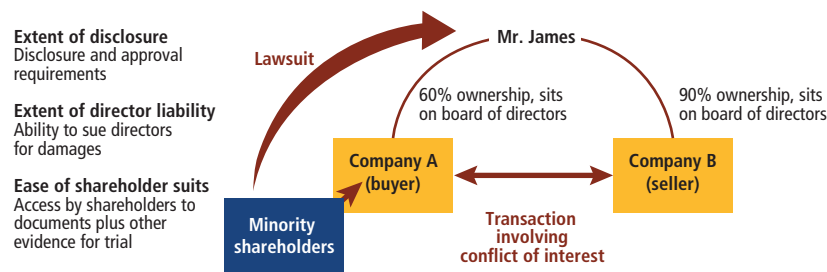 Extent of disclosure
Disclosure and approval
requirements
Extent of director liability
Ability to sue directors
for damages
Ease of shareholder suits
Access by shareholders to
documents plus other
evidence for trial
Lawsuit
Mr. James
60% ownership, sits
on board of directors
90% ownership, sits
on board of directors
Company A
(buyer)
Company B
(seller)
Minority
shareholders
Transaction
involving
conflict of interest